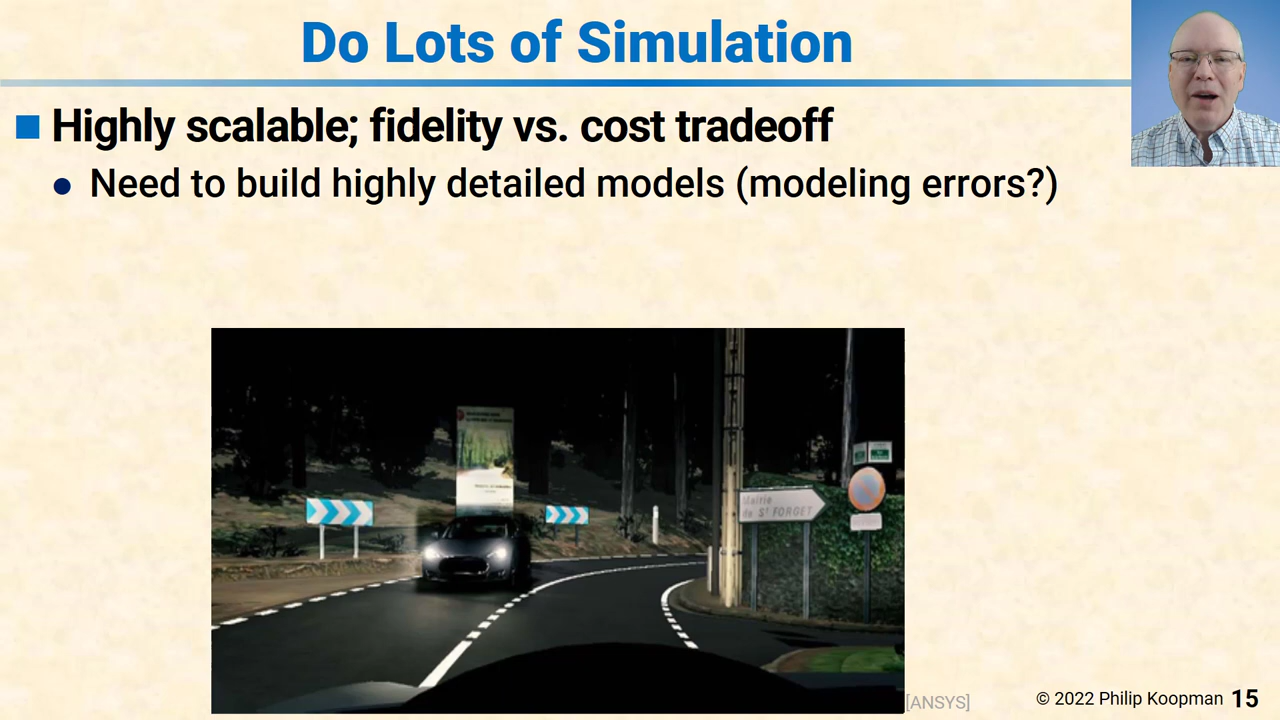 Do Lots of Simulation
Highly scalable; fidelity vs. cost tradeoff
Need to build highly detailed models (modeling errors?)
Mairie
de St FORGET
[ANSYS]
© 2022 Philip Koopman 15